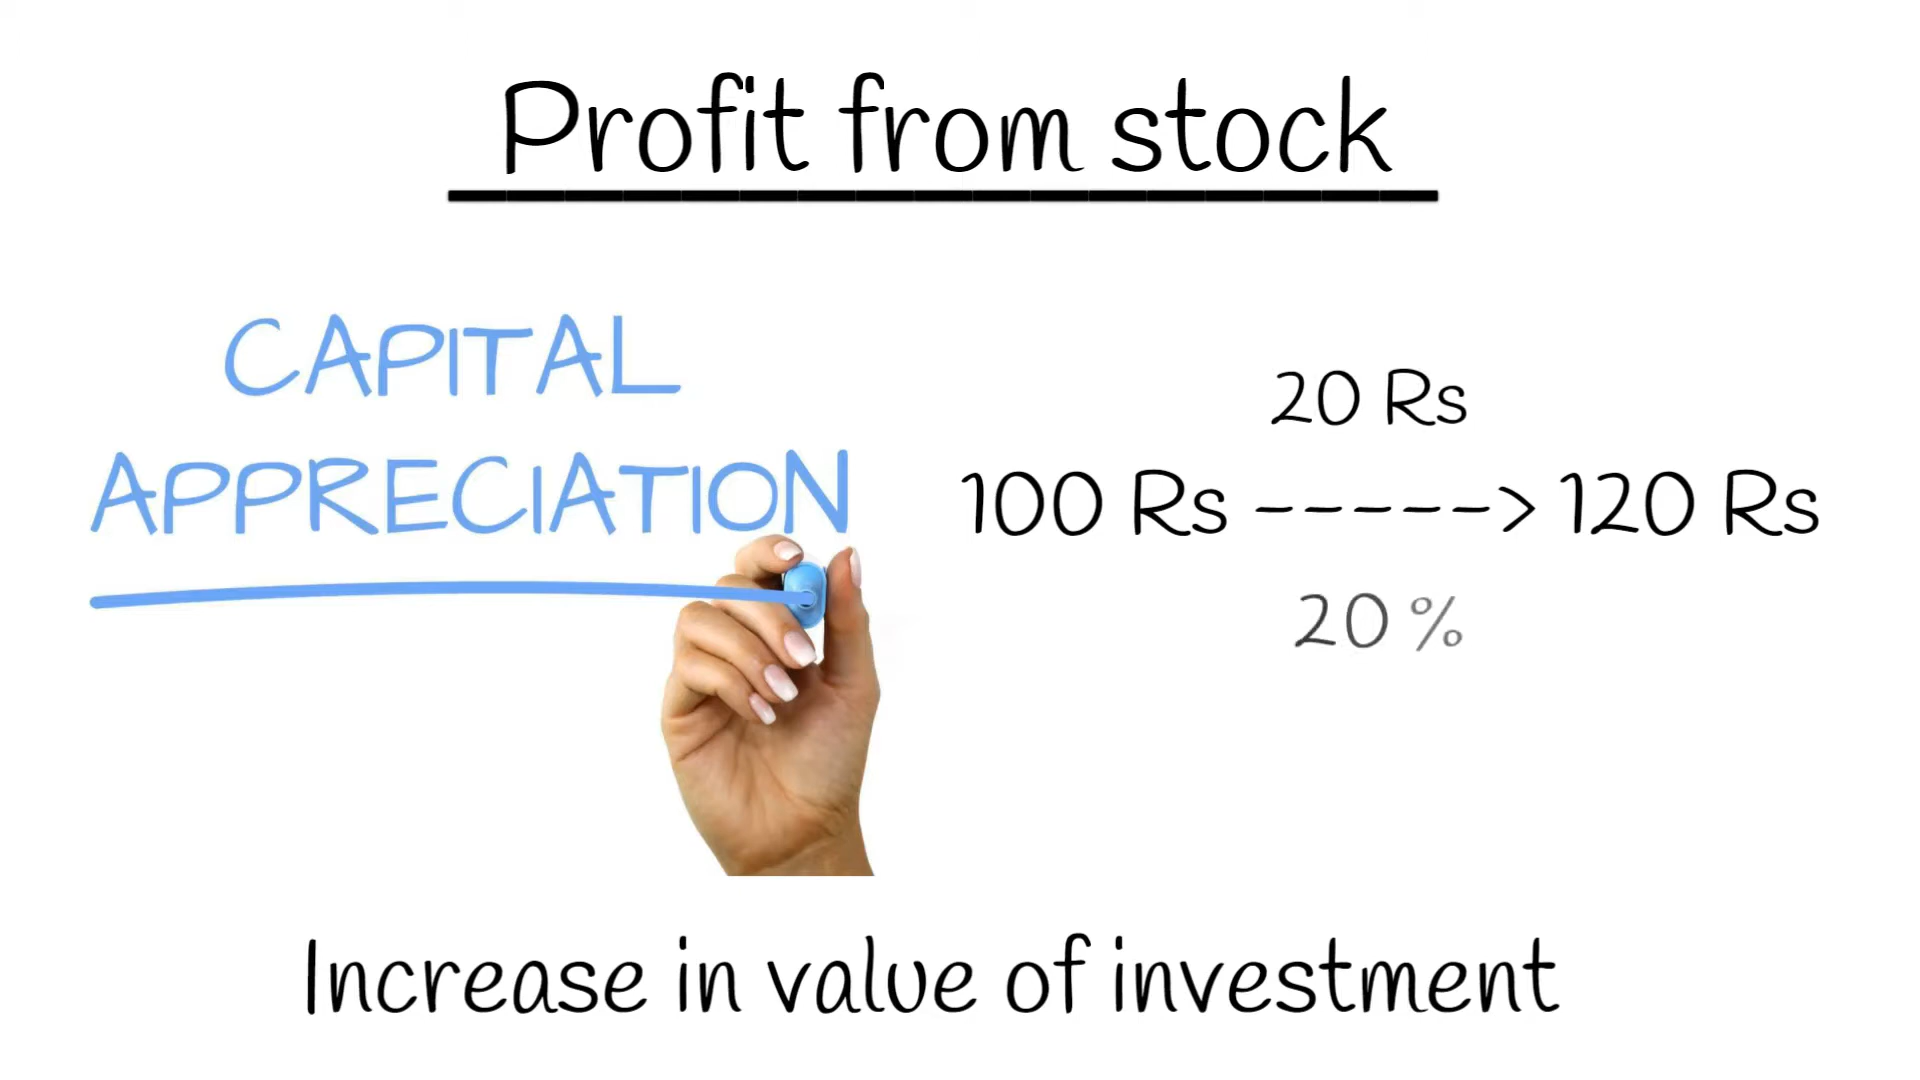 Profit from stock
CAPITAL
APPRECIATION
20 Rs
100 Rs -----> 120 Rs
20 %
Increase in value of investment